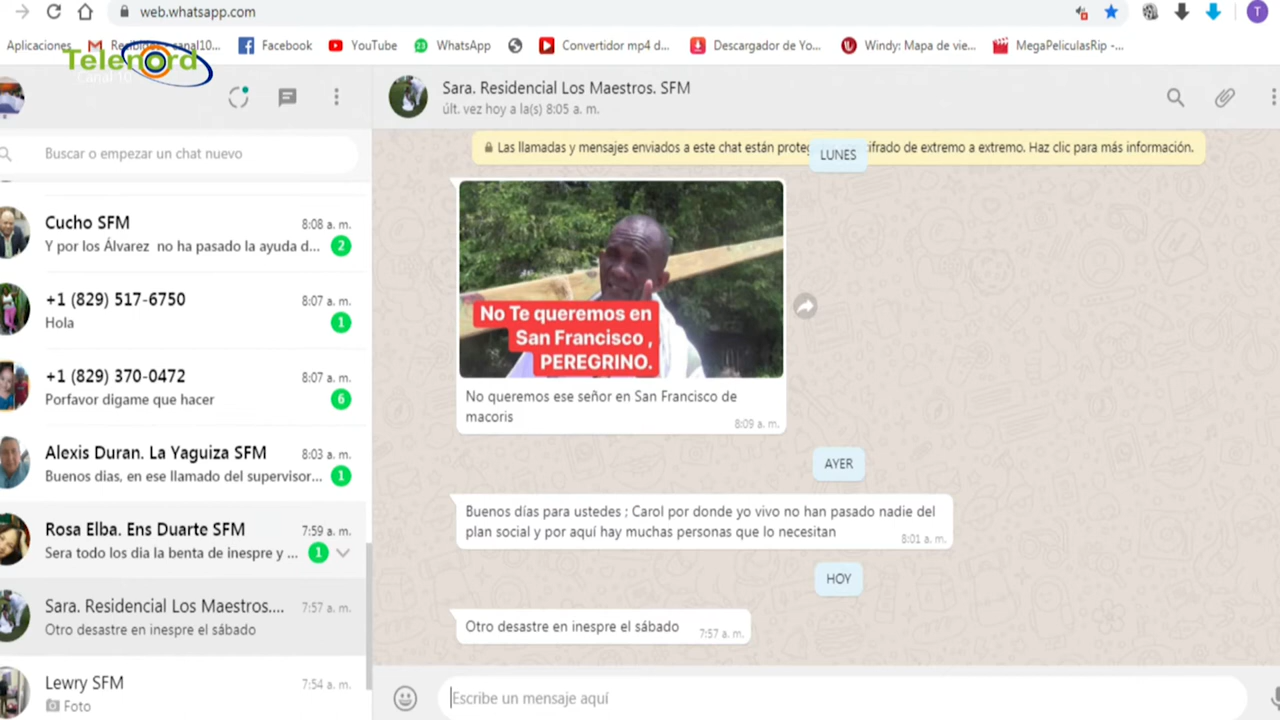 web.whatsapp.com
T
Aplicaciones
Recibidos - canal10...
Facebook
YouTube
WhatsApp
Convertidor mp4 d...
Descargador de Yo...
Windy: Mapa de vie...
MegaPeliculasRip -...
Telenord
Canal 10
Buscar o empezar un chat nuevo
Cucho SFM
8:08 a. m.
Y por los Álvarez no ha pasado la ayuda d...
2
+1 (829) 517-6750
8:07 a. m.
Hola
1
+1 (829) 370-0472
8:07 a. m.
Porfavor digame que hacer
6
Alexis Duran. La Yaguiza SFM
8:03 a. m.
Buenos dias, en ese llamado del supervisor...
1
Rosa Elba. Ens Duarte SFM
7:59 a. m.
Sera todo los dia la benta de inespre y ...
1
Sara. Residencial Los Maestros....
7:57 a. m.
Otro desastre en inespre el sábado
Lewry SFM
7:54 a. m.
Foto
Sara. Residencial Los Maestros. SFM
últ. vez hoy a la(s) 8:05 a. m.
Las llamadas y mensajes enviados a este chat están proteg ifrado de extremo a extremo. Haz clic para más información.
LUNES
No Te queremos en
San Francisco ,
PEREGRINO.
No queremos ese señor en San Francisco de
macoris
8:09 a. m.
AYER
Buenos días para ustedes ; Carol por donde yo vivo no han pasado nadie del
plan social y por aquí hay muchas personas que lo necesitan
8:01 a. m.
HOY
Otro desastre en inespre el sábado
7:57 a. m.
Escribe un mensaje aquí